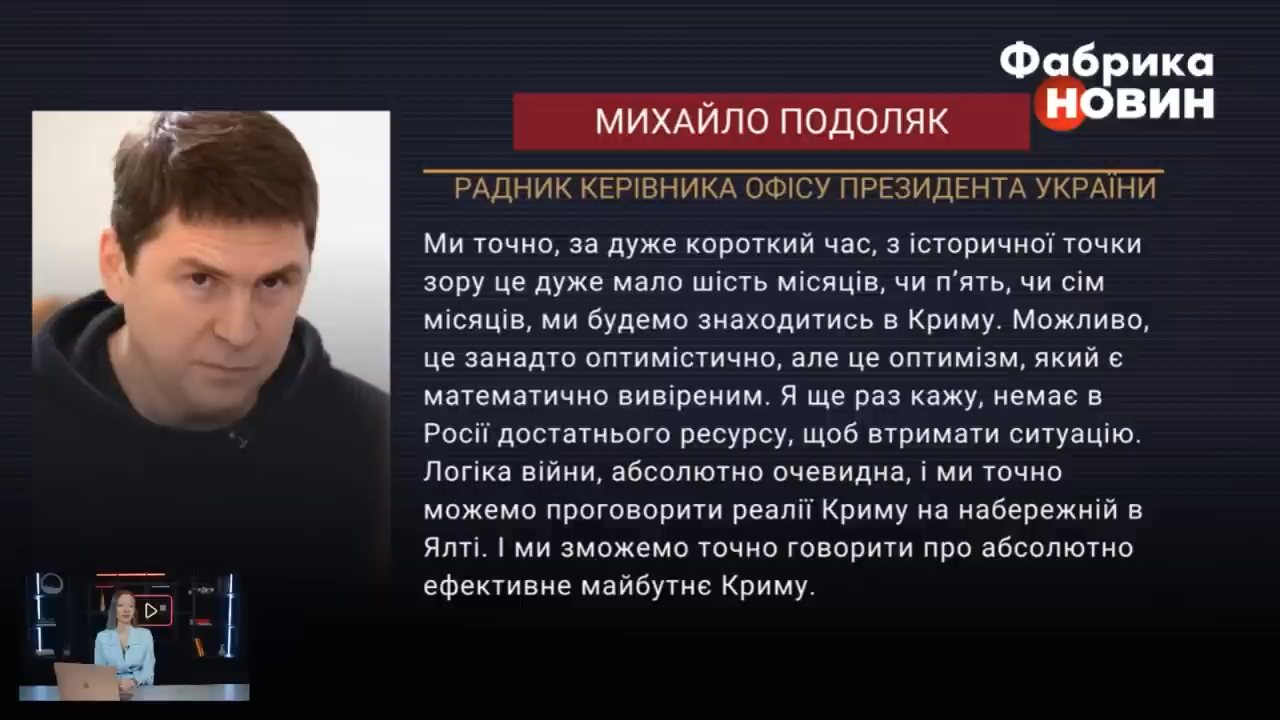 Фабрика
НОВИН
МИХАЙЛО ПОДОЛЯК
РАДНИК КЕРІВНИКА ОФІСУ ПРЕЗИДЕНТА УКРАЇНИ
Ми точно, за дуже короткий час, з історичної точки
зору це дуже мало шість місяців, чи п’ять, чи сім
місяців, ми будемо знаходитись в Криму. Можливо,
це занадто оптимістично, але це оптимізм, який є
математично вивіреним. Я ще раз кажу, немає в
Росії достатнього ресурсу, щоб втримати ситуацію.
Логіка війни, абсолютно очевидна, і ми точно
можемо проговорити реалії Криму на набережній в
Ялті. І ми зможемо точно говорити про абсолютно
ефективне майбутнє Криму.